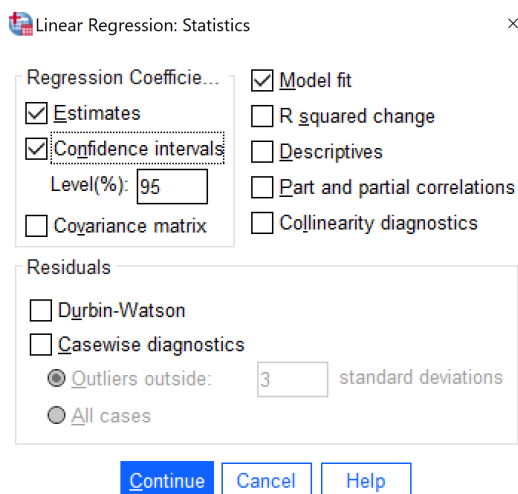 Linear Regression: Statistics
Regression Coefficie...
Estimates
Confidence intervals
Level(%): 95
Covariance matrix
Model fit
R squared change
Descriptives
Part and partial correlations
Collinearity diagnostics
Residuals
Durbin-Watson
Casewise diagnostics
Outliers outside: 3 standard deviations
All cases
Continue Cancel Help